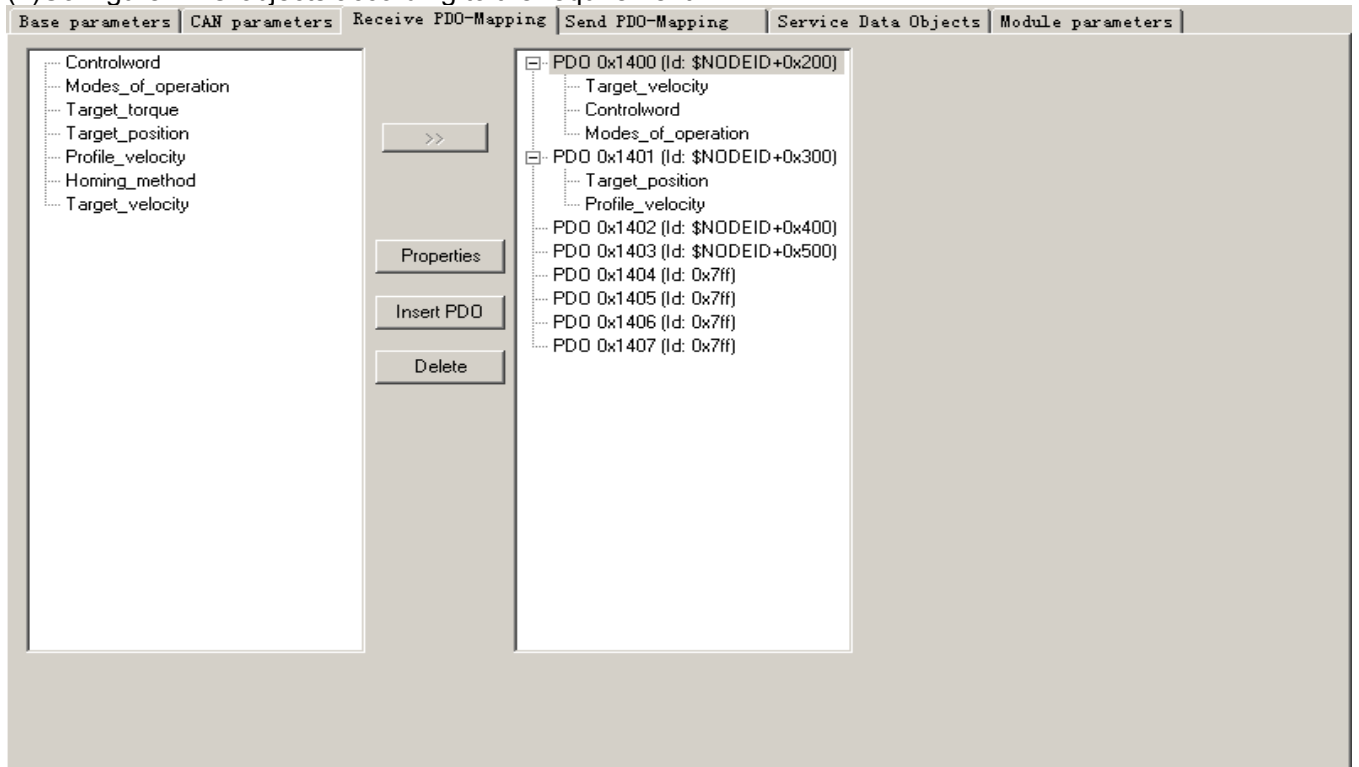 Base parameters CAN parameters Receive PDO-Mapping Send PDO-Mapping Service Data Objects Module parameters
Controlword
Modes_of_operation
Target_torque
Target_position
Profile_velocity
Homing_method
Target_velocity
>>
Properties
Insert PDO
Delete
PDO 0x1400 (Id: $NODEID+0x200)
Target_velocity
Controlword
Modes_of_operation
PDO 0x1401 (Id: $NODEID+0x300)
Target_position
Profile_velocity
PDO 0x1402 (Id: $NODEID+0x400)
PDO 0x1403 (Id: $NODEID+0x500)
PDO 0x1404 (Id: 0x7ff)
PDO 0x1405 (Id: 0x7ff)
PDO 0x1406 (Id: 0x7ff)
PDO 0x1407 (Id: 0x7ff)